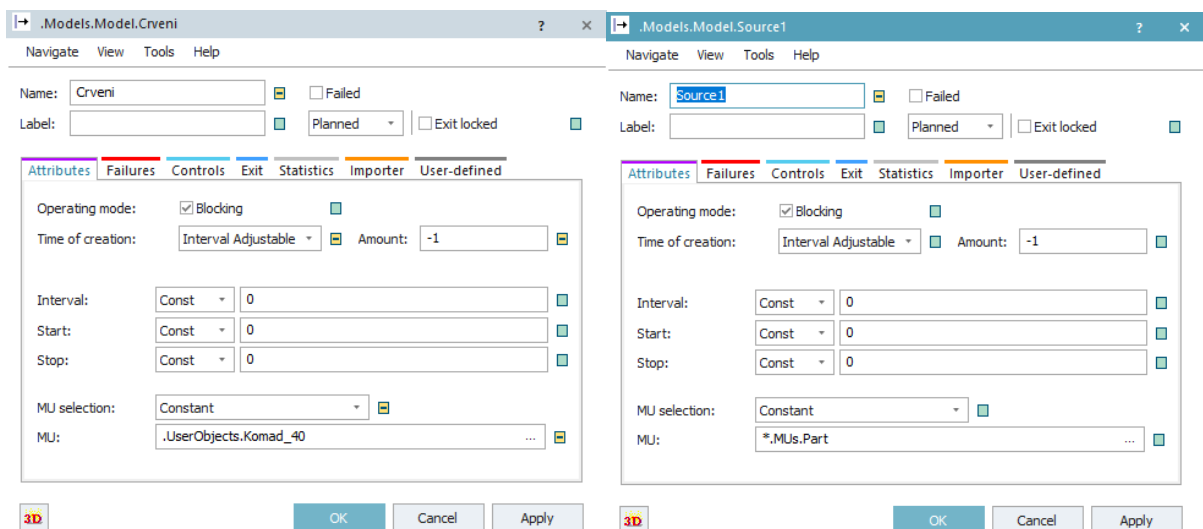 .Models.Model.Crveni ? ×
Navigate View Tools Help
Name: Crveni Failed
Label: Planned Exit locked
Attributes Failures Controls Exit Statistics Importer User-defined
Operating mode: Blocking
Time of creation: Interval Adjustable Amount: -1
Interval: Const 0
Start: Const 0
Stop: Const 0
MU selection: Constant
MU: .UserObjects.Komad_40 ...
3D OK Cancel Apply
.Models.Model.Source1 ? ×
Navigate View Tools Help
Name: Source1 Failed
Label: Planned Exit locked
Attributes Failures Controls Exit Statistics Importer User-defined
Operating mode: Blocking
Time of creation: Interval Adjustable Amount: -1
Interval: Const 0
Start: Const 0
Stop: Const 0
MU selection: Constant
MU: *.MUs.Part ...
3D OK Cancel Apply